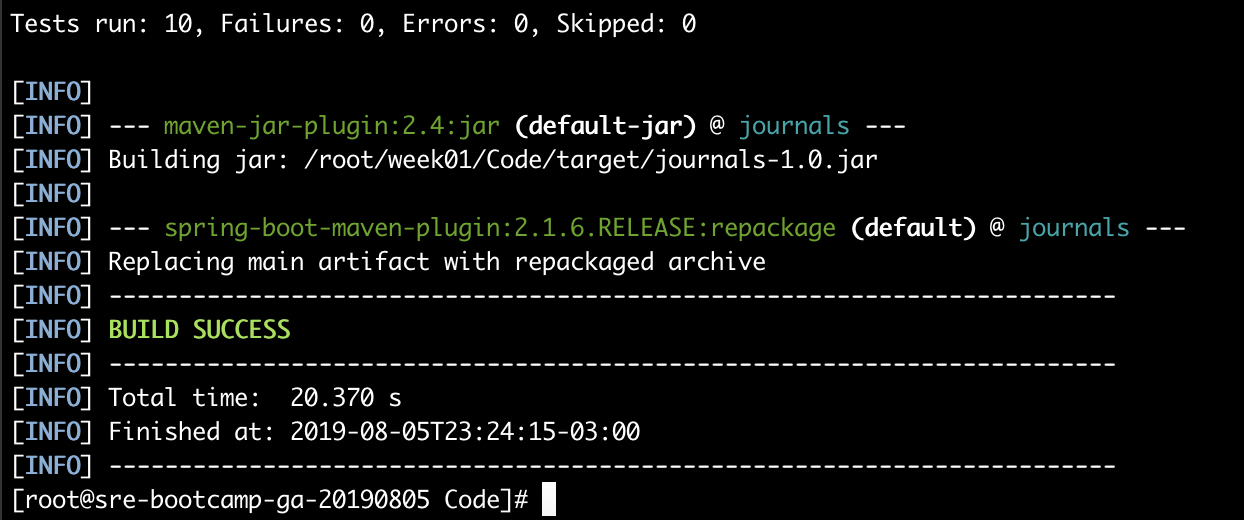 Tests run: 10, Failures: 0, Errors: 0, Skipped: 0
[INFO]
[INFO] --- maven-jar-plugin:2.4:jar (default-jar) @ journals ---
[INFO] Building jar: /root/week01/Code/target/journals-1.0.jar
[INFO]
[INFO] --- spring-boot-maven-plugin:2.1.6.RELEASE:repackage (default) @ journals ---
[INFO] Replacing main artifact with repackaged archive
[INFO] ------------------------------------------------------------------------
[INFO] BUILD SUCCESS
[INFO] ------------------------------------------------------------------------
[INFO] Total time:  20.370 s
[INFO] Finished at: 2019-08-05T23:24:15-03:00
[INFO] ------------------------------------------------------------------------
[root@sre-bootcamp-ga-20190805 Code]#